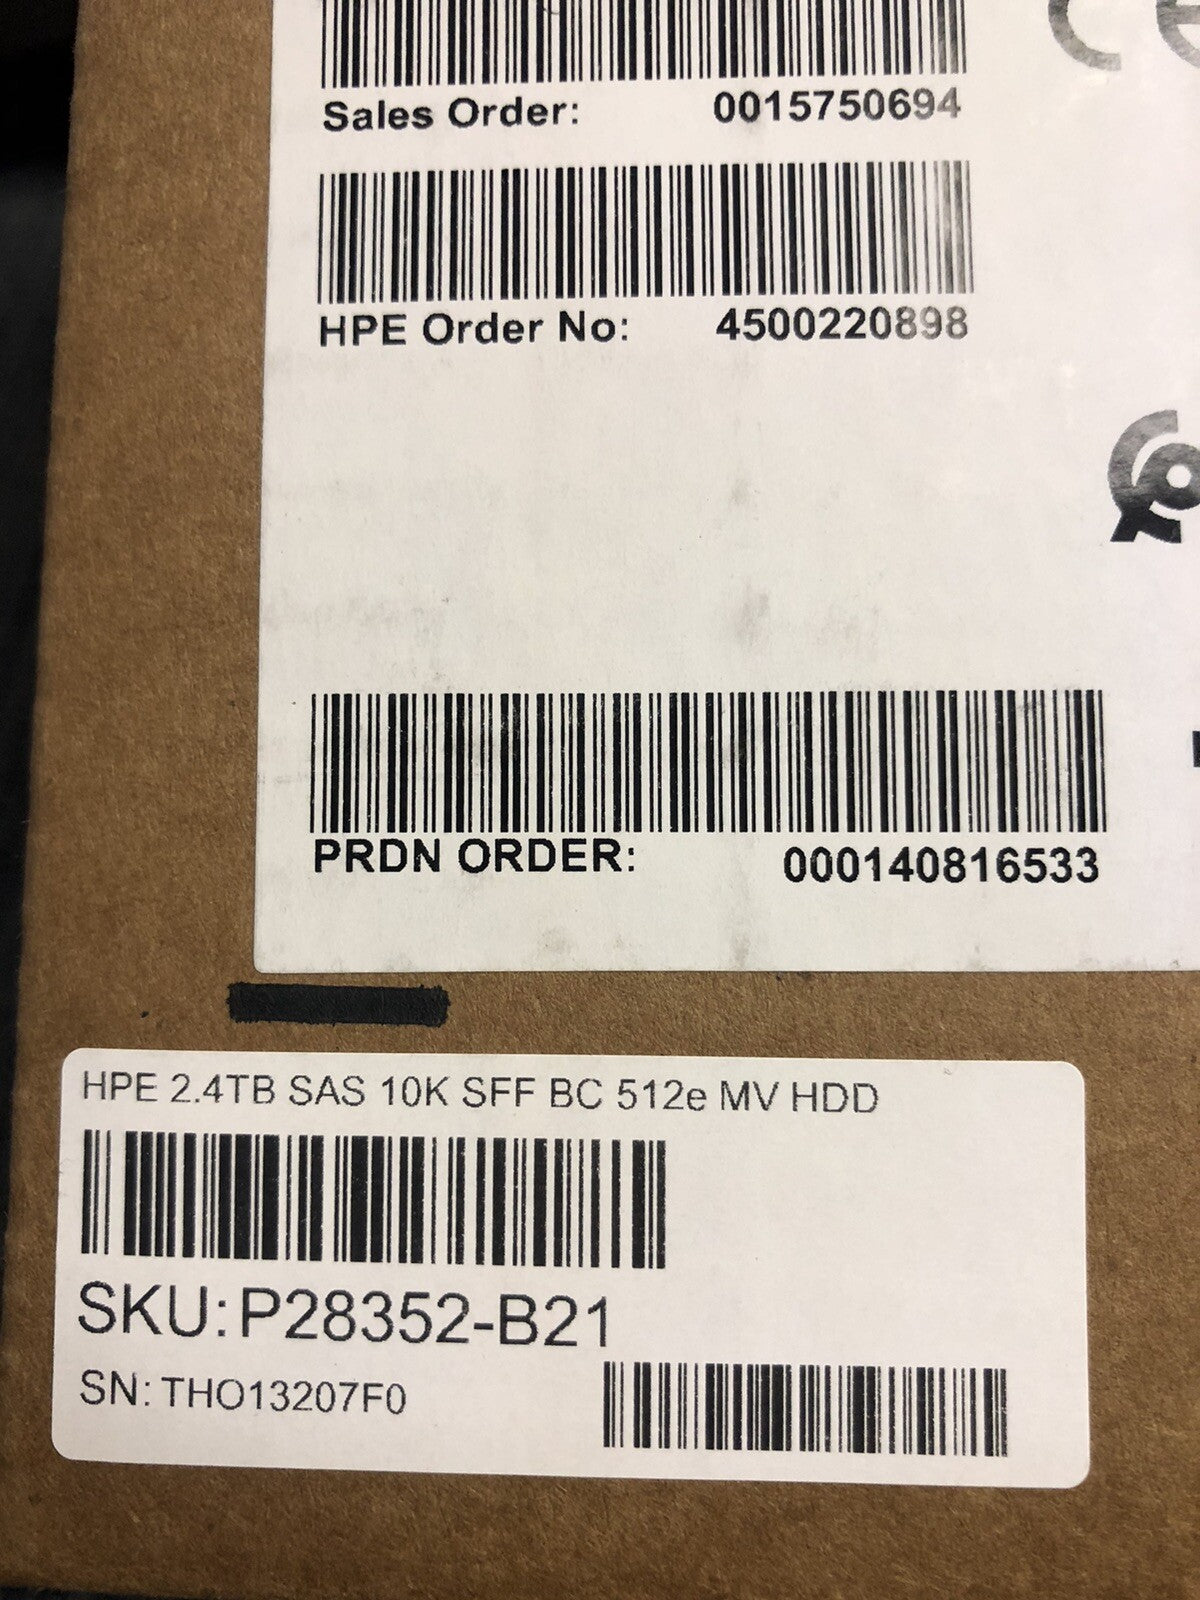 CE
Sales Order: 0015750694
HPE Order No: 4500220898
PRDN ORDER: 000140816533
HPE 2.4TB SAS 10K SFF BC 512e MV HDD
SKU: P28352-B21
SN: THO13207F0